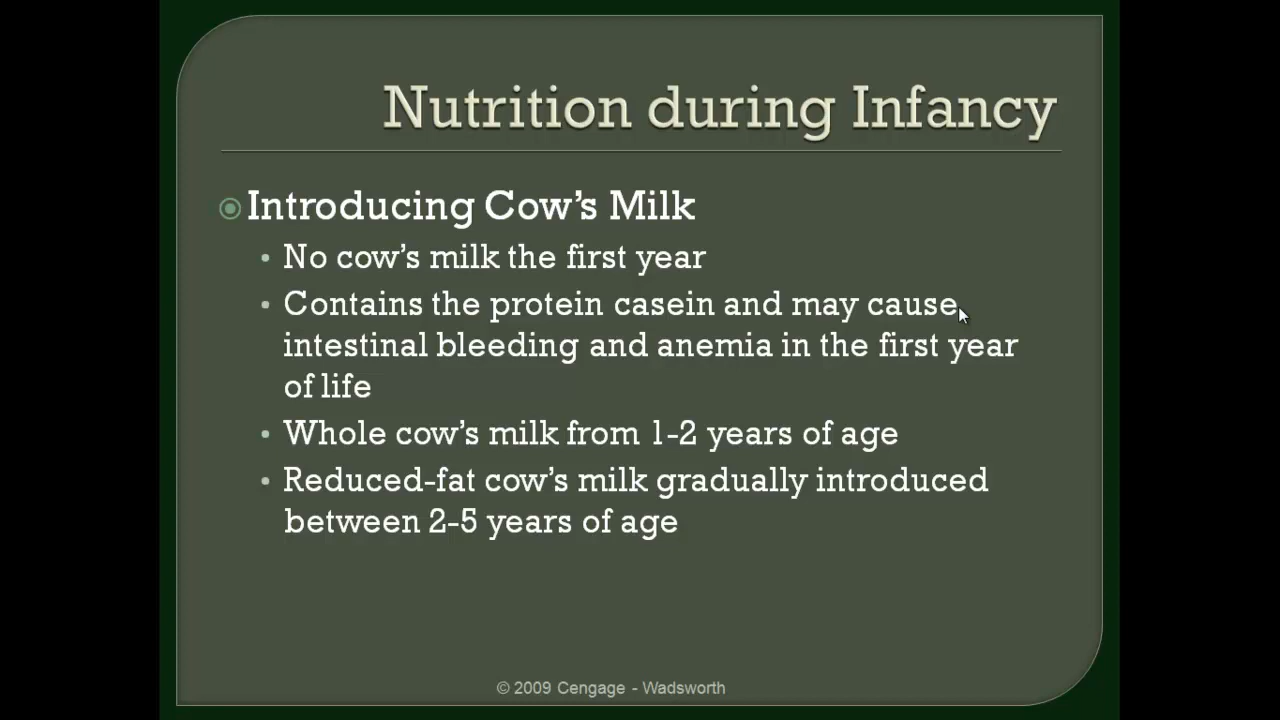 Nutrition during Infancy
Introducing Cow's Milk
No cow's milk the first year
Contains the protein casein and may cause
intestinal bleeding and anemia in the first year
of life
Whole cow's milk from 1-2 years of age
Reduced-fat cow's milk gradually introduced
between 2-5 years of age
© 2009 Cengage - Wadsworth